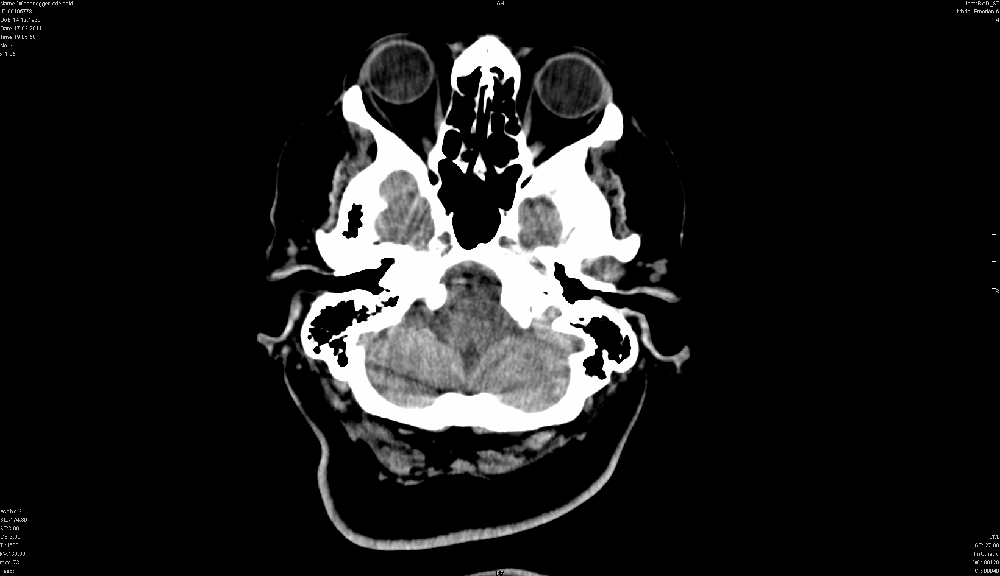 Name:Wiesenegger Adelheid
ID:00195778
DoB:14.12.1930
Date:17.02.2011
Time:19:05:58
No.:4
x 1.85
AH
Inst:RAD_ST
Model:Emotion 6
4
L
R
AcqNo:2
SL:-174.80
ST:3.00
CS:3.00
TI:1500
kV:130.00
mA:173
Feed:
PF
CM:
GT:-27.00
ImC:nativ
W : 00120
C : 00040